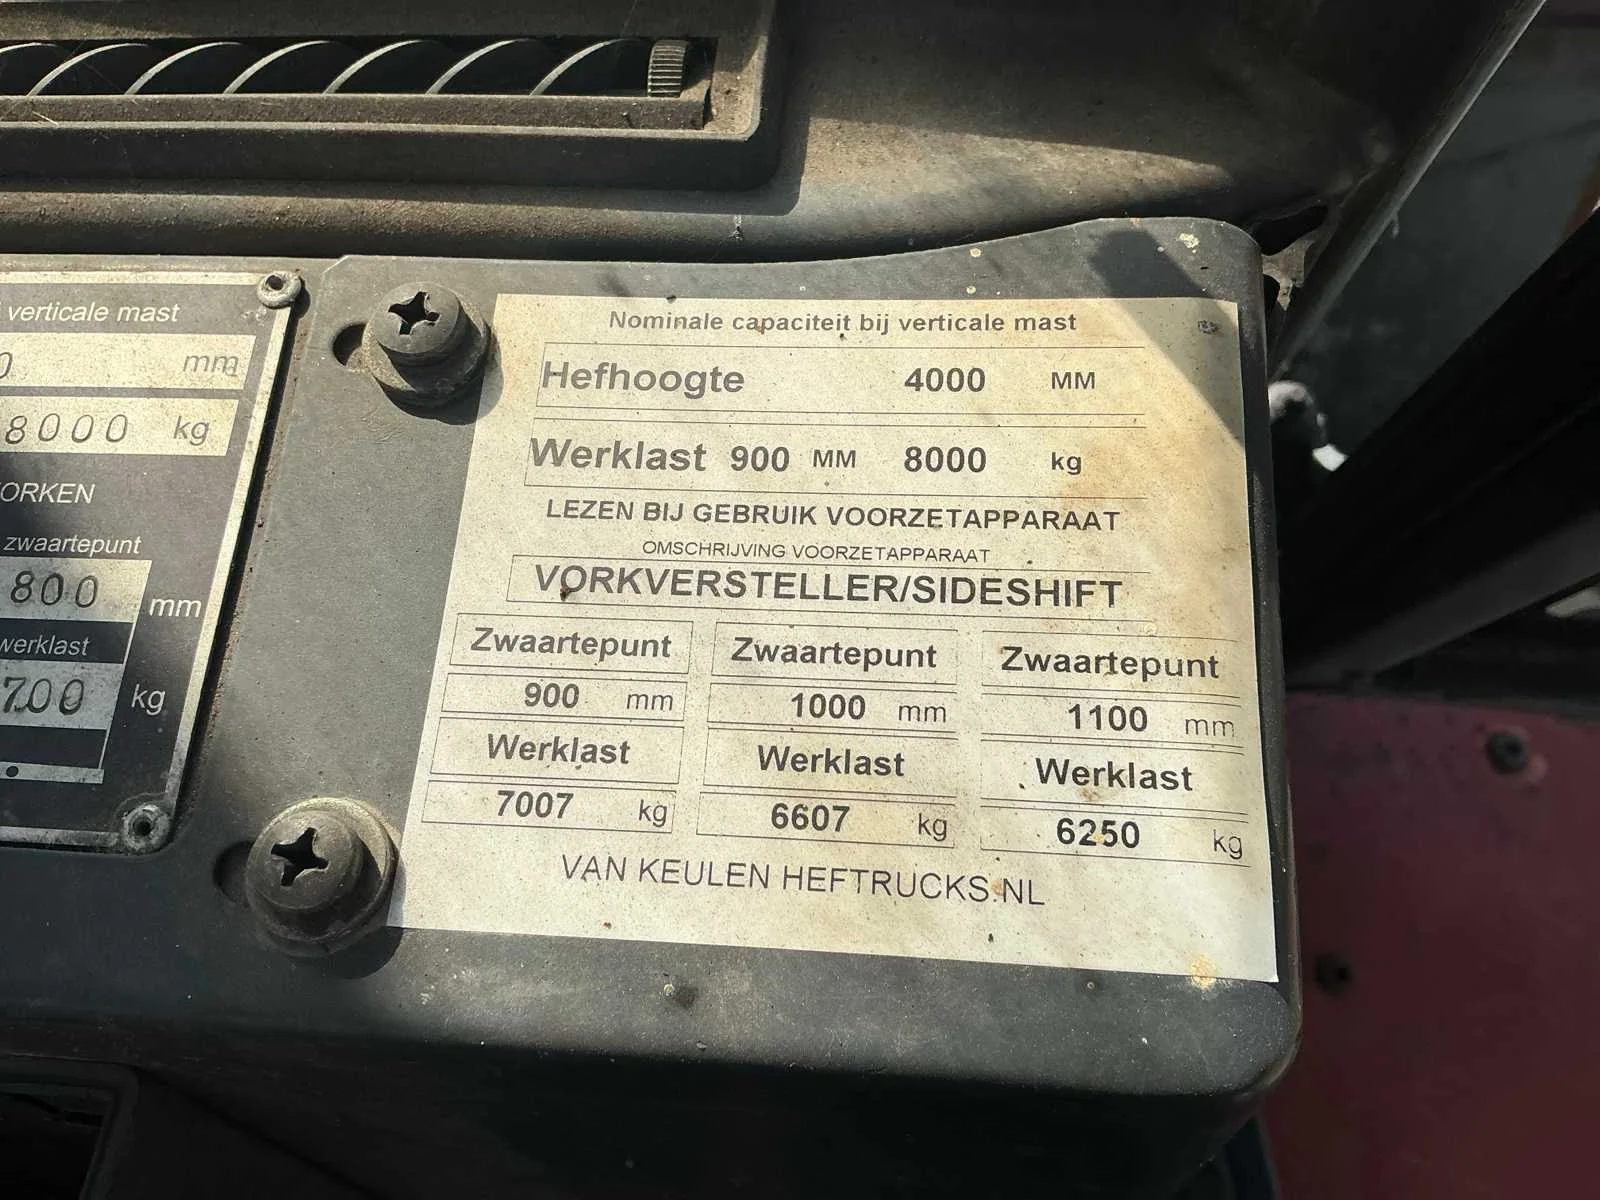 verticale mast
0 mm
8000 kg
ORKEN
zwaartepunt
800 mm
werklast
700 kg
Nominale capaciteit bij verticale mast
Hefhoogte 4000 MM
Werklast 900 MM 8000 kg
LEZEN BIJ GEBRUIK VOORZETAPPARAAT
OMSCHRIJVING VOORZETAPPARAAT
VORKVERSTELLER/SIDESHIFT
Zwaartepunt Zwaartepunt Zwaartepunt
900 mm 1000 mm 1100 mm
Werklast Werklast Werklast
7007 kg 6607 kg 6250 kg
VAN KEULEN HEFTRUCKS.NL